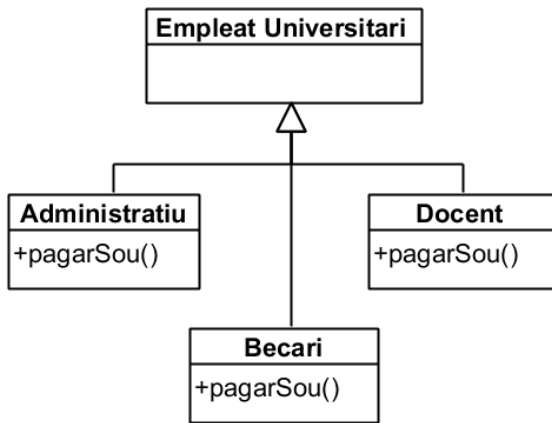 Empleat Universitari
Administratiu
+pagarSou()
Docent
+pagarSou()
Becari
+pagarSou()